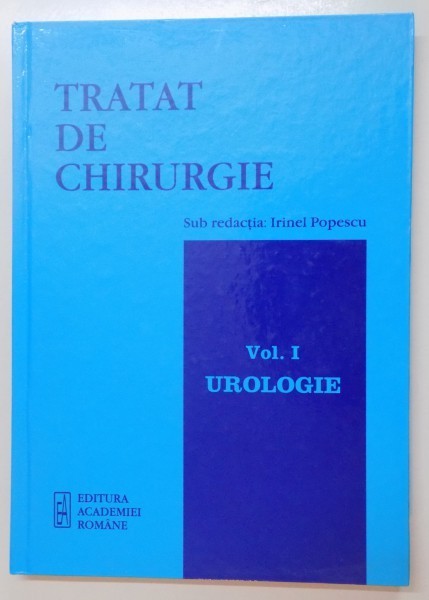 TRATAT
DE
CHIRURGIE
Sub redacția: Irinel Popescu
Vol. I
UROLOGIE
EA
EDITURA
ACADEMIEI
ROMÂNE